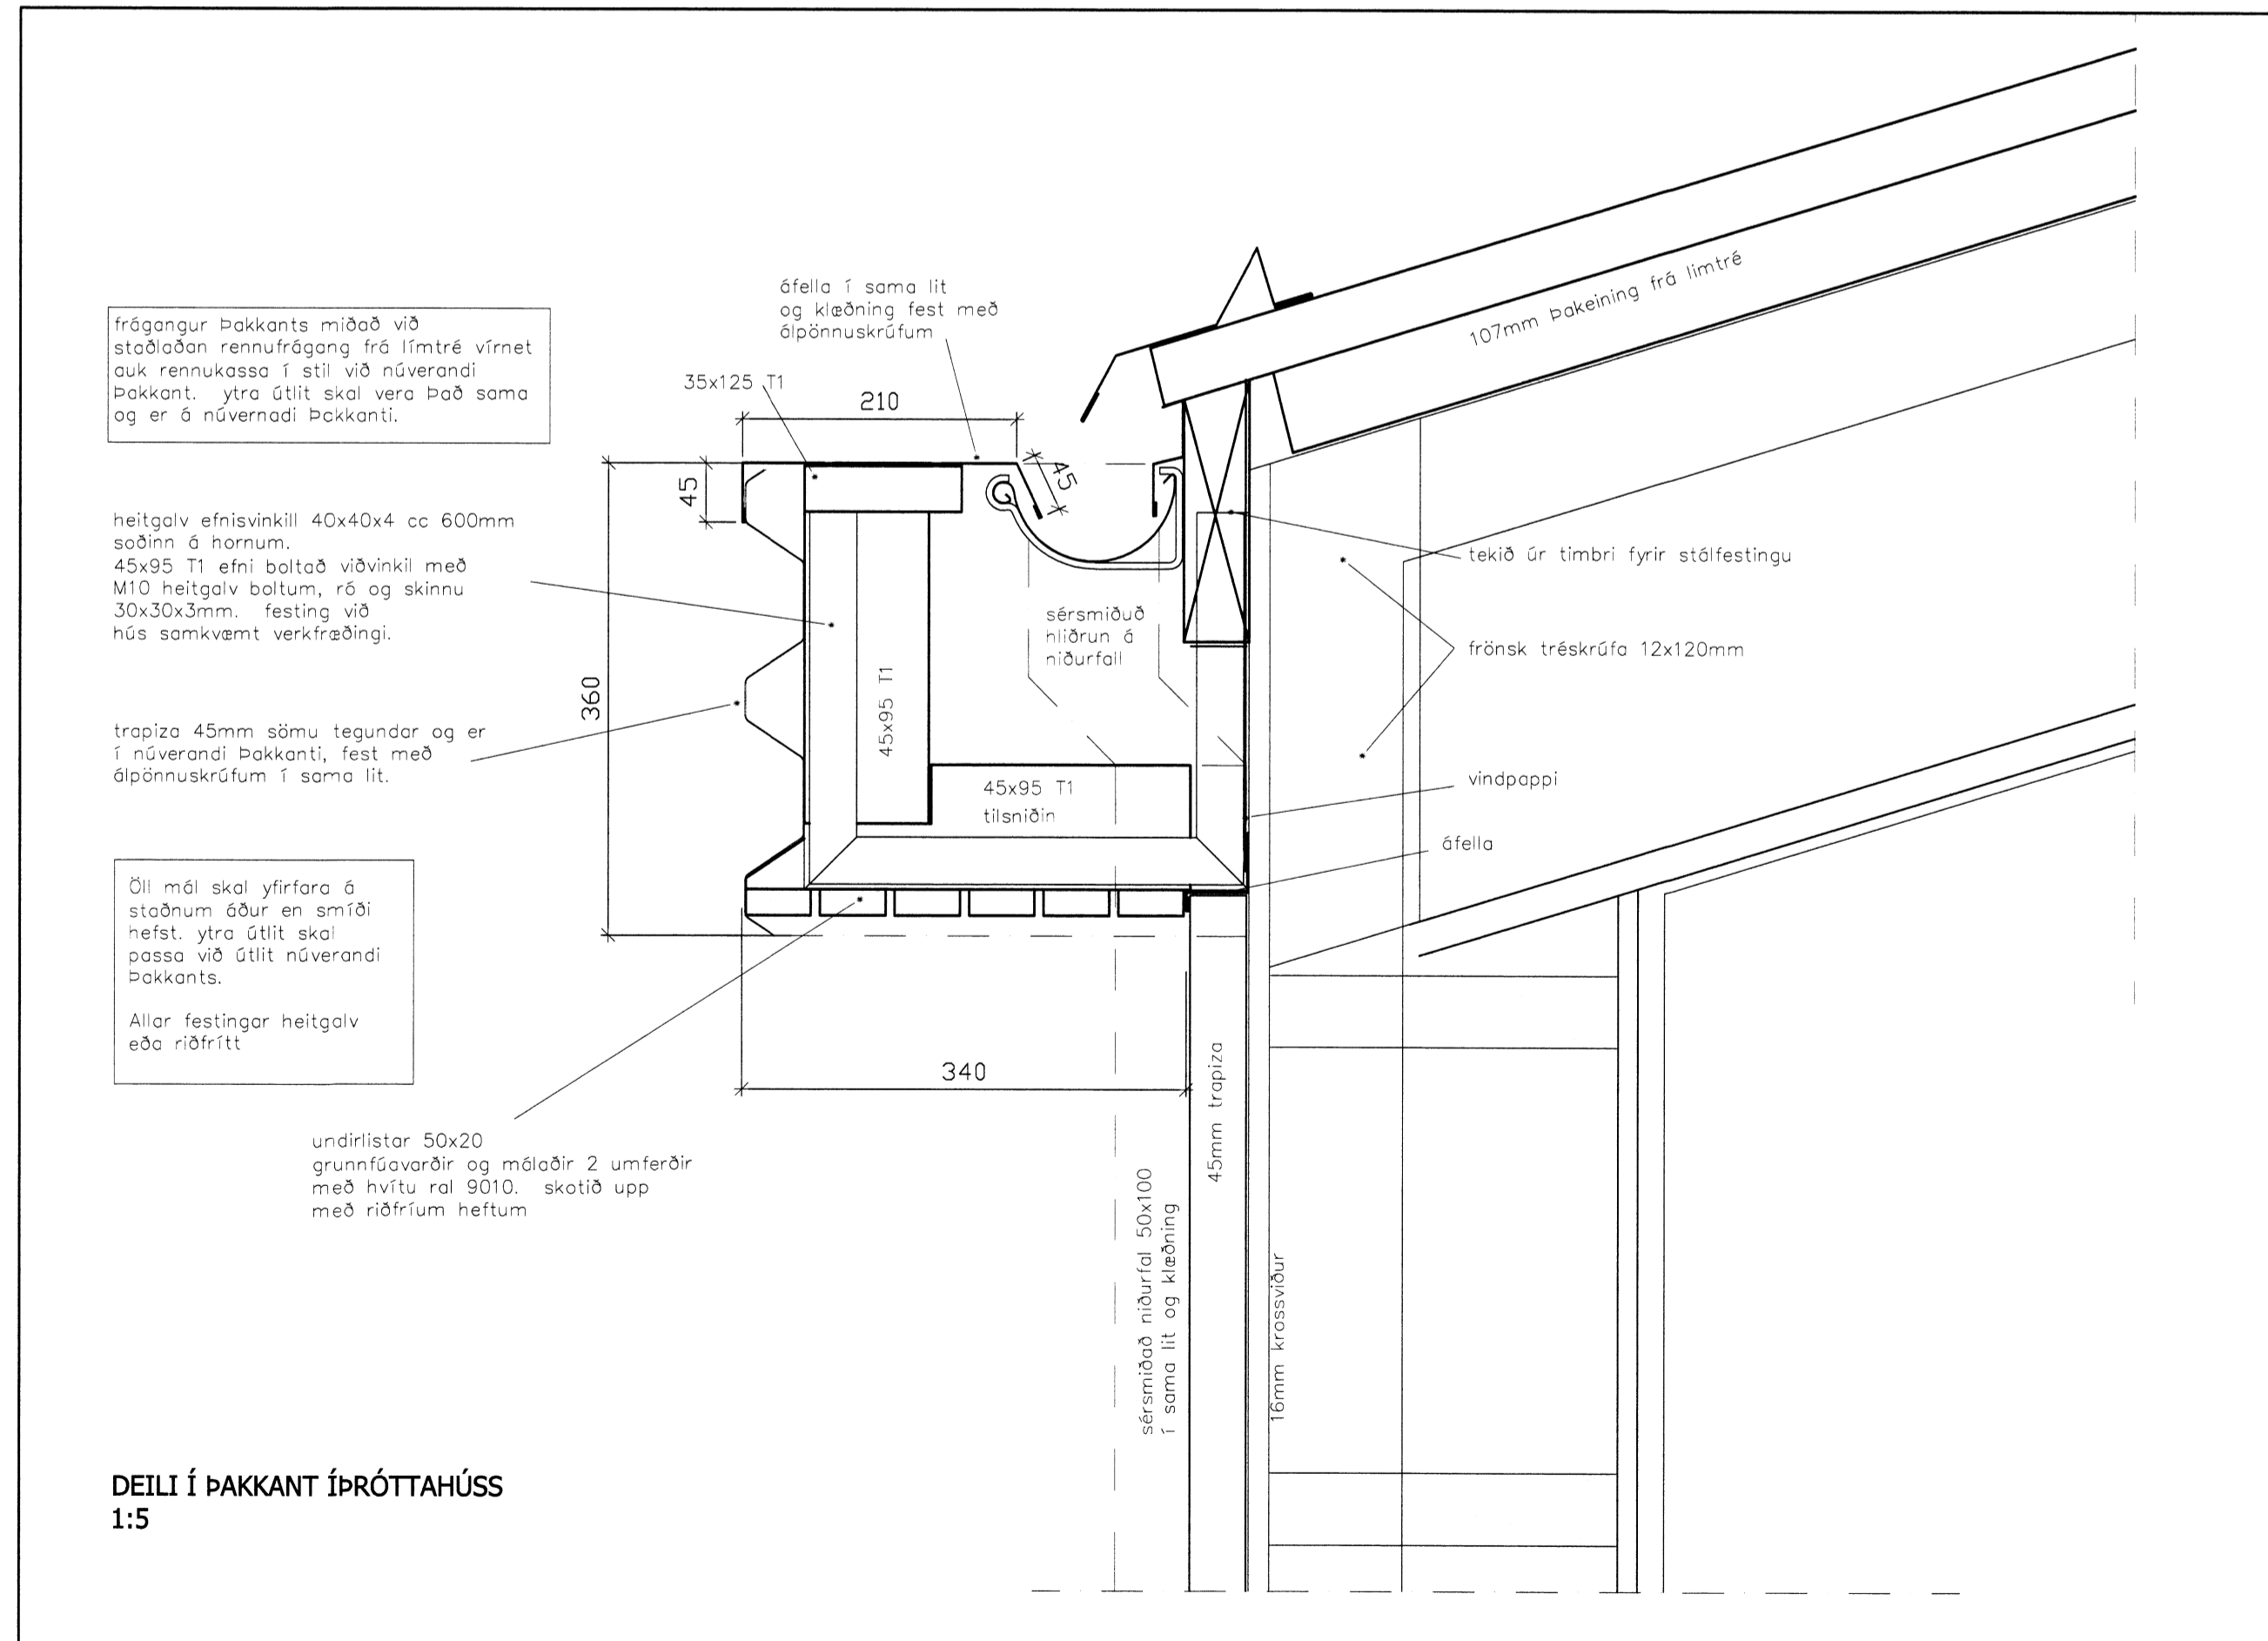 frágangur Þakkants miðað við
staðlaðan rennufrágang frá límtré vírnet
auk rennukassa í stíl við núverandi
Þakkant. ytra útlit skal vera Það sama
og er á núvernadi Þakkanti.
heitgalv efnisvinkill 40x40x4 cc 600mm
soðinn á hornum.
45x95 T1 efni boltað viðvinkil með
M10 heitgalv boltum, ró og skinnu
30x30x3mm. festing við
hús samkvæmt verkfræðingi.
trapiza 45mm sömu tegundar og er
í núverandi Þakkanti, fest með
álpönnuskrúfum í sama lit.
Öll mál skal yfirfara á
staðnum áður en smíði
hefst. ytra útlit skal
passa við útlit núverandi
Þakkants.
Allar festingar heitgalv
eða riðfrítt
undirlistar 50x20
grunnfúavarðir og málaðir 2 umferðir
með hvítu ral 9010. skotið upp
með riðfríum heftum
áfella í sama lit
og klæðning fest með
álpönnuskrúfum
35x125 T1
210
45
45
360
340
45x95 T1
45x95 T1
tilsniðin
sérsmiðuð
hliðrun á
niðurfall
107mm Þakeining frá limtré
tekið úr timbri fyrir stálfestingu
frönsk tréskrúfa 12x120mm
vindpappi
áfella
45mm trapiza
sérsmiðað niðurfal 50x100
í sama lit og klæðning
16mm krossviður
DEILI Í ÞAKKANT ÍÞRÓTTAHÚSS
1:5